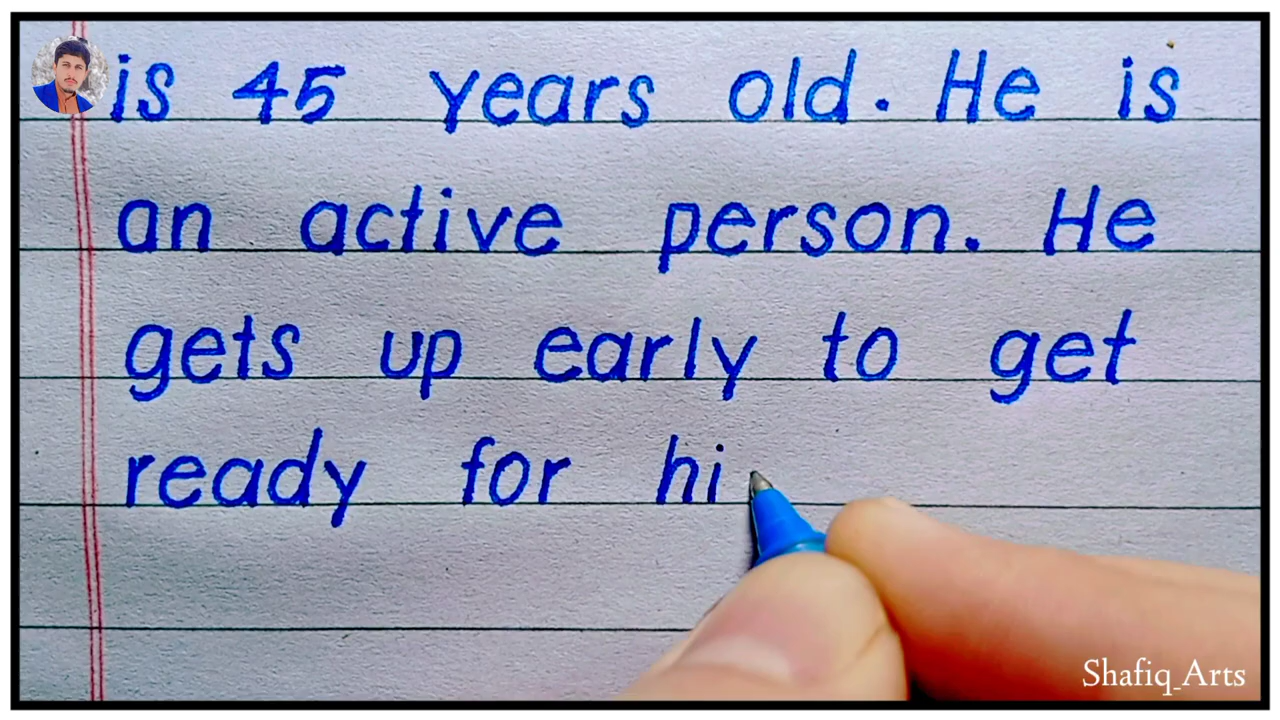 is 45 years old. He is
an active person. He
gets up early to get
ready for hi
Shafiq_Arts